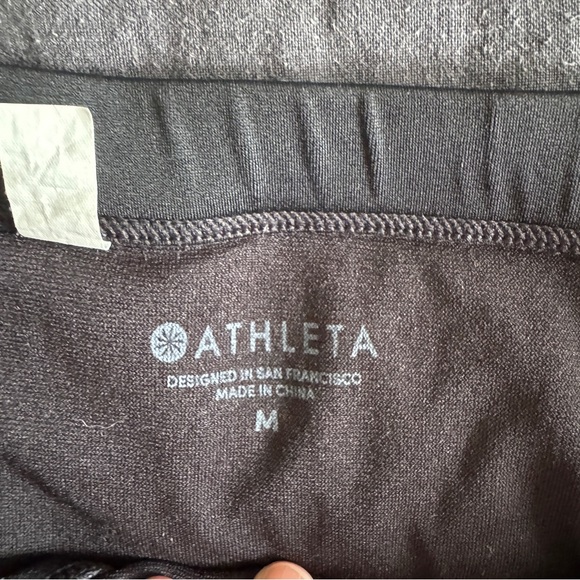 ATHLETA
DESIGNED IN SAN FRANCISCO
MADE IN CHINA
M